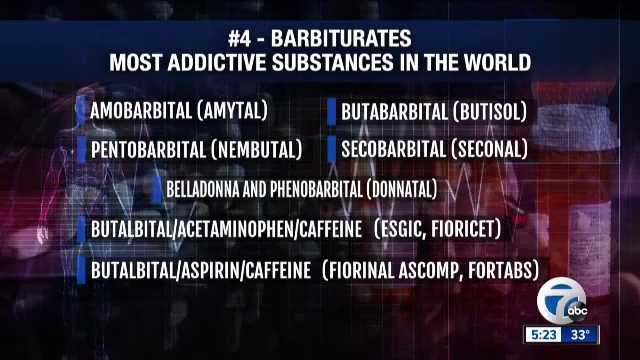 #4 - BARBITURATES
MOST ADDICTIVE SUBSTANCES IN THE WORLD
AMOBARBITAL (AMYTAL)
BUTABARBITAL (BUTISOL)
PENTOBARBITAL (NEMBUTAL)
SECOBARBITAL (SECONAL)
BELLADONNA AND PHENOBARBITAL (DONNATAL)
BUTALBITAL/ACETAMINOPHEN/CAFFEINE (ESGIC, FIORICET)
BUTALBITAL/ASPIRIN/CAFFEINE (FIORINAL ASCOMP, FORTABS)
7 abc
5:23 33°